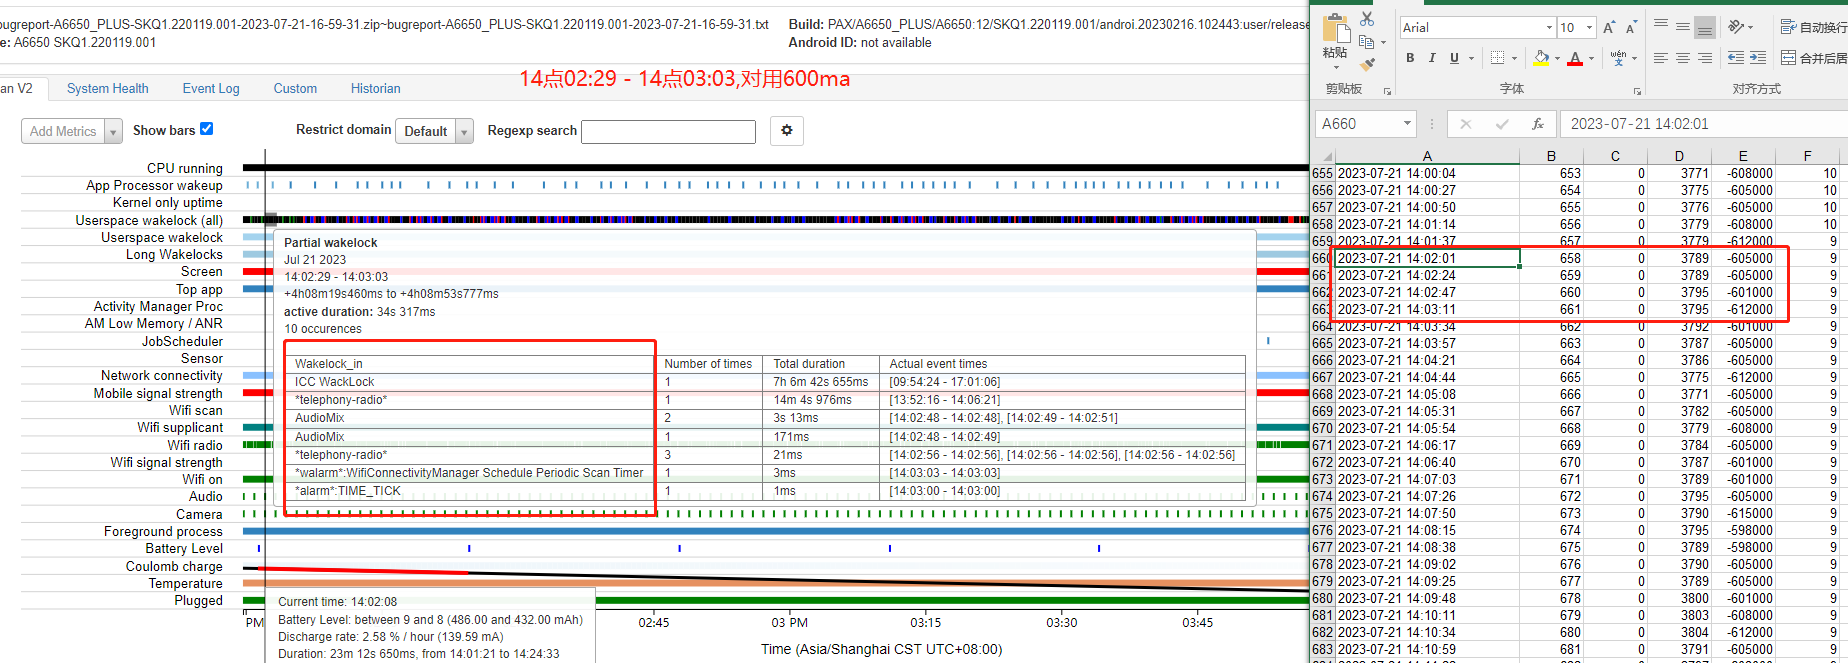 bugreport-A6650_PLUS-SKQ1.220119.001-2023-07-21-16-59-31.zip~bugreport-A6650_PLUS-SKQ1.220119.001-2023-07-21-16-59-31.txt
Build: PAX/A6650_PLUS/A6650:12/SKQ1.220119.001/androi.20230216.102443:user/release
e: A6650 SKQ1.220119.001
Android ID: not available
an V2
System Health
Event Log
Custom
Historian
14点02:29 - 14点03:03,对用600ma
Add Metrics
Show bars
Restrict domain
Default
Regexp search
CPU running
App Processor wakeup
Kernel only uptime
Userspace wakelock (all)
Userspace wakelock
Long Wakelocks
Screen
Top app
Activity Manager Proc
AM Low Memory / ANR
JobScheduler
Sensor
Network connectivity
Mobile signal strength
Wifi scan
Wifi supplicant
Wifi radio
Wifi signal strength
Wifi on
Audio
Camera
Foreground process
Battery Level
Coulomb charge
Temperature
Plugged
Partial wakelock
Jul 21 2023
14:02:29 - 14:03:03
+4h08m19s460ms to +4h08m53s777ms
active duration: 34s 317ms
10 occurences
Wakelock_in Number of times Total duration Actual event times
ICC WackLock 1 7h 6m 42s 655ms [09:54:24 - 17:01:06]
*telephony-radio* 1 14m 4s 976ms [13:52:16 - 14:06:21]
AudioMix 2 3s 13ms [14:02:48 - 14:02:48], [14:02:49 - 14:02:51]
AudioMix 1 171ms [14:02:48 - 14:02:49]
*telephony-radio* 3 21ms [14:02:56 - 14:02:56], [14:02:56 - 14:02:56], [14:02:56 - 14:02:56]
*walarm*:WifiConnectivityManager Schedule Periodic Scan Timer 1 3ms [14:03:03 - 14:03:03]
*alarm*:TIME_TICK 1 1ms [14:03:00 - 14:03:00]
Current time: 14:02:08
Battery Level: between 9 and 8 (486.00 and 432.00 mAh)
Discharge rate: 2.58 % / hour (139.59 mA)
Duration: 23m 12s 650ms, from 14:01:21 to 14:24:33
PM 02:45 03 PM 03:15 03:30 03:45
Time (Asia/Shanghai CST UTC+08:00)
粘贴
Arial
10
B I U
wén
A
自动换行
合并后居
剪贴板
字体
对齐方式
A660
fx
2023-07-21 14:02:01
A B C D E F
655 2023-07-21 14:00:04 653 0 3771 -608000 10
656 2023-07-21 14:00:27 654 0 3775 -605000 10
657 2023-07-21 14:00:50 655 0 3776 -605000 10
658 2023-07-21 14:01:14 656 0 3779 -608000 10
659 2023-07-21 14:01:37 657 0 3779 -612000 9
660 2023-07-21 14:02:01 658 0 3789 -605000 9
661 2023-07-21 14:02:24 659 0 3789 -605000 9
662 2023-07-21 14:02:47 660 0 3795 -601000 9
663 2023-07-21 14:03:11 661 0 3795 -612000 9
664 2023-07-21 14:03:34 662 0 3792 -601000 9
665 2023-07-21 14:03:57 663 0 3787 -605000 9
666 2023-07-21 14:04:21 664 0 3786 -605000 9
667 2023-07-21 14:04:44 665 0 3775 -612000 9
668 2023-07-21 14:05:08 666 0 3771 -605000 9
669 2023-07-21 14:05:31 667 0 3782 -605000 9
670 2023-07-21 14:05:54 668 0 3779 -608000 9
671 2023-07-21 14:06:17 669 0 3784 -605000 9
672 2023-07-21 14:06:40 670 0 3787 -601000 9
673 2023-07-21 14:07:03 671 0 3789 -601000 9
674 2023-07-21 14:07:26 672 0 3795 -605000 9
675 2023-07-21 14:07:50 673 0 3790 -615000 9
676 2023-07-21 14:08:15 674 0 3795 -598000 9
677 2023-07-21 14:08:38 675 0 3789 -598000 9
678 2023-07-21 14:09:02 676 0 3790 -605000 9
679 2023-07-21 14:09:25 677 0 3789 -605000 9
680 2023-07-21 14:09:48 678 0 3800 -601000 9
681 2023-07-21 14:10:11 679 0 3803 -608000 9
682 2023-07-21 14:10:34 680 0 3804 -612000 9
683 2023-07-21 14:10:59 681 0 3791 -605000 9